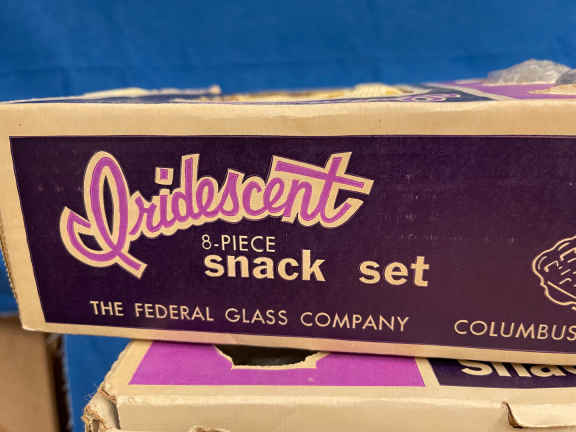 Iridescent
8-PIECE
snack set
THE FEDERAL GLASS COMPANY COLUMBUS